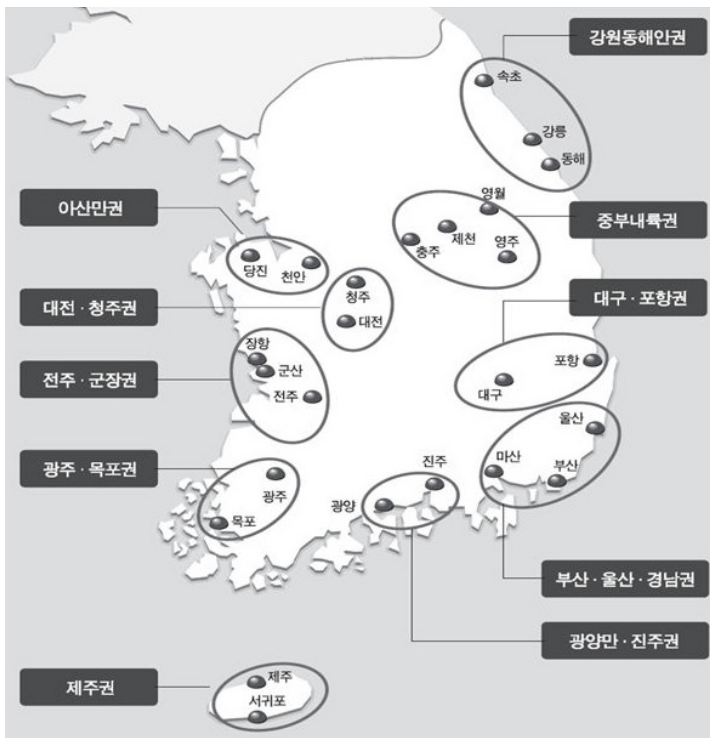 강원동해안권
속초
강릉
동해
아산만권
영월
중부내륙권
제천
충주
영주
당진
천안
대전 · 청주권
청주
대전
대구 · 포항권
장항
군산
전주
전주 · 군장권
포항
대구
울산
광주 · 목포권
광주
목포
진주
광양
마산
부산
부산 · 울산 · 경남권
광양만 · 진주권
제주권
제주
서귀포